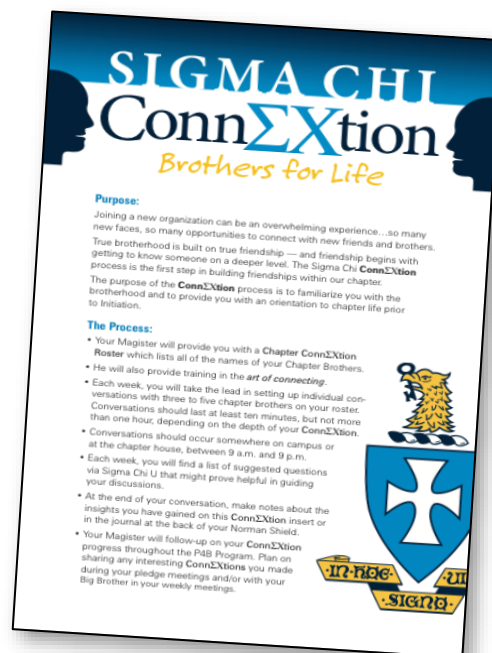 SIGMA CHI
ConnΣXtion
Brothers for Life
Purpose:
Joining a new organization can be an overwhelming experience…so many
new faces, so many opportunities to connect with new friends and brothers.
True brotherhood is built on true friendship — and friendship begins with
getting to know someone on a deeper level. The Sigma Chi ConnΣXtion
process is the first step in building friendships within our chapter.
The purpose of the ConnΣXtion process is to familiarize you with the
brotherhood and to provide you with an orientation to chapter life prior
to Initiation.
The Process:
• Your Magister will provide you with a Chapter ConnΣXtion
Roster which lists all of the names of your Chapter Brothers.
• He will also provide training in the art of connecting.
• Each week, you will take the lead in setting up individual con-
versations with three to five chapter brothers on your roster.
Conversations should last at least ten minutes, but not more
than one hour, depending on the depth of your ConnΣXtion.
• Conversations should occur somewhere on campus or
at the chapter house, between 9 a.m. and 9 p.m.
• Each week, you will find a list of suggested questions
via Sigma Chi U that might prove helpful in guiding
your discussions.
• At the end of your conversation, make notes about the
insights you have gained on this ConnΣXtion insert or
in the journal at the back of your Norman Shield.
• Your Magister will follow-up on your ConnΣXtion
progress throughout the P4B Program. Plan on
sharing any interesting ConnΣXtions you made
during your pledge meetings and/or with your
Big Brother in your weekly meetings.
·IN·HOC·
·SIGNO·
·UI